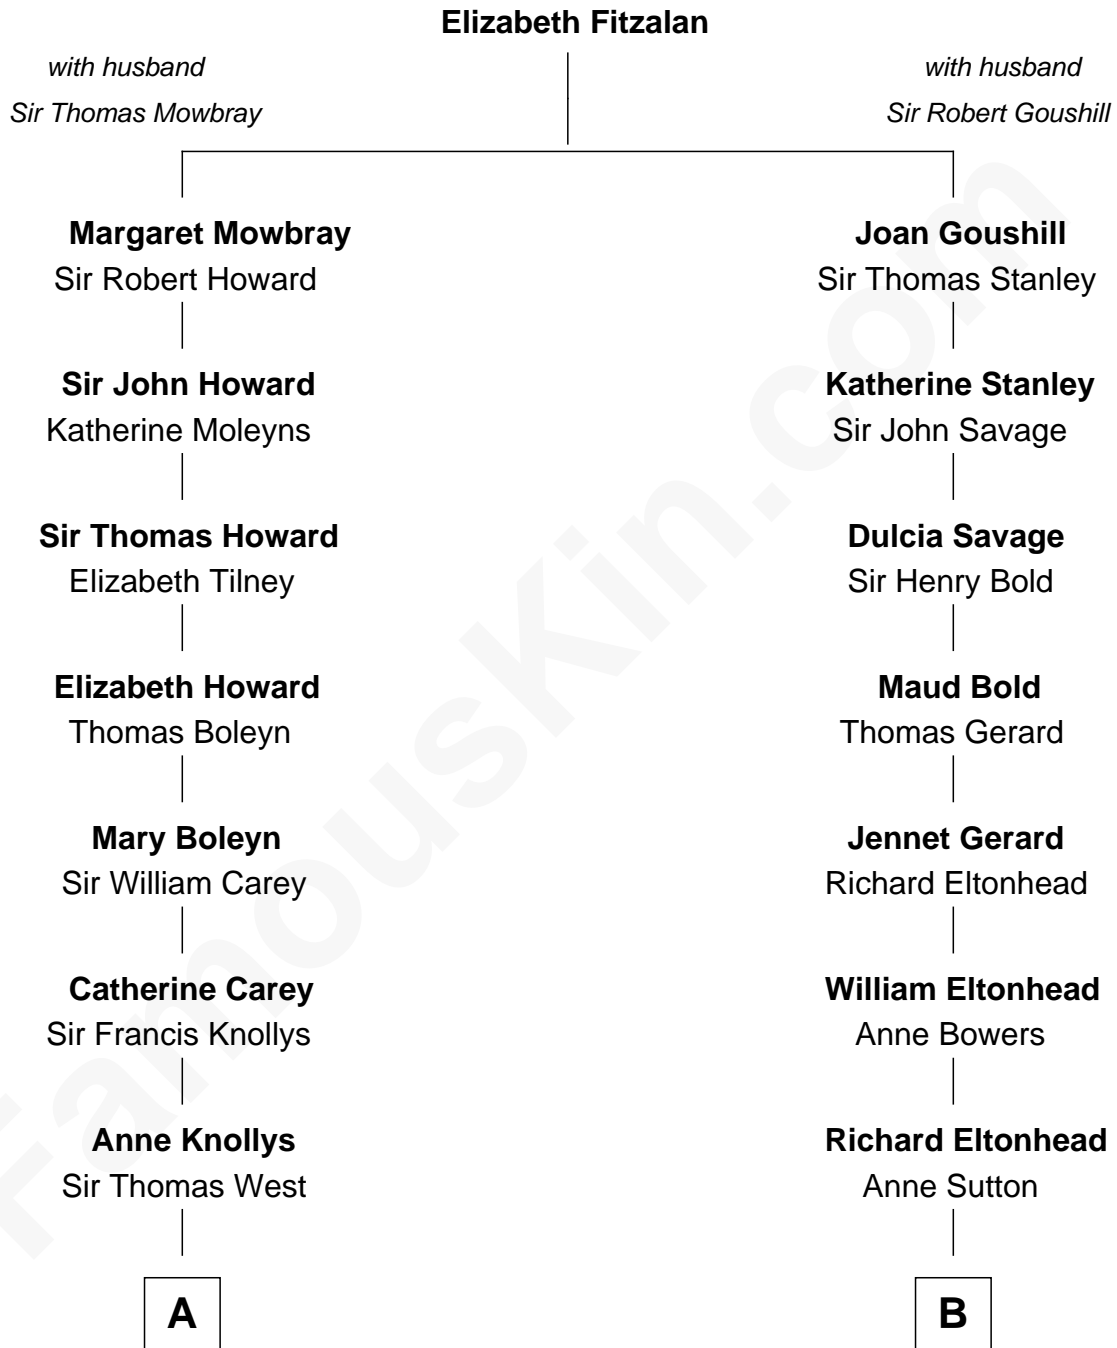 Elizabeth Fitzalan
with husband
Sir Thomas Mowbray
with husband
Sir Robert Goushill
Margaret Mowbray
Sir Robert Howard
Joan Goushill
Sir Thomas Stanley
Sir John Howard
Katherine Moleyns
Katherine Stanley
Sir John Savage
Sir Thomas Howard
Elizabeth Tilney
Dulcia Savage
Sir Henry Bold
Elizabeth Howard
Thomas Boleyn
Maud Bold
Thomas Gerard
Mary Boleyn
Sir William Carey
Jennet Gerard
Richard Eltonhead
Catherine Carey
Sir Francis Knollys
William Eltonhead
Anne Bowers
Anne Knollys
Sir Thomas West
Richard Eltonhead
Anne Sutton
A
B
FamousKin.com